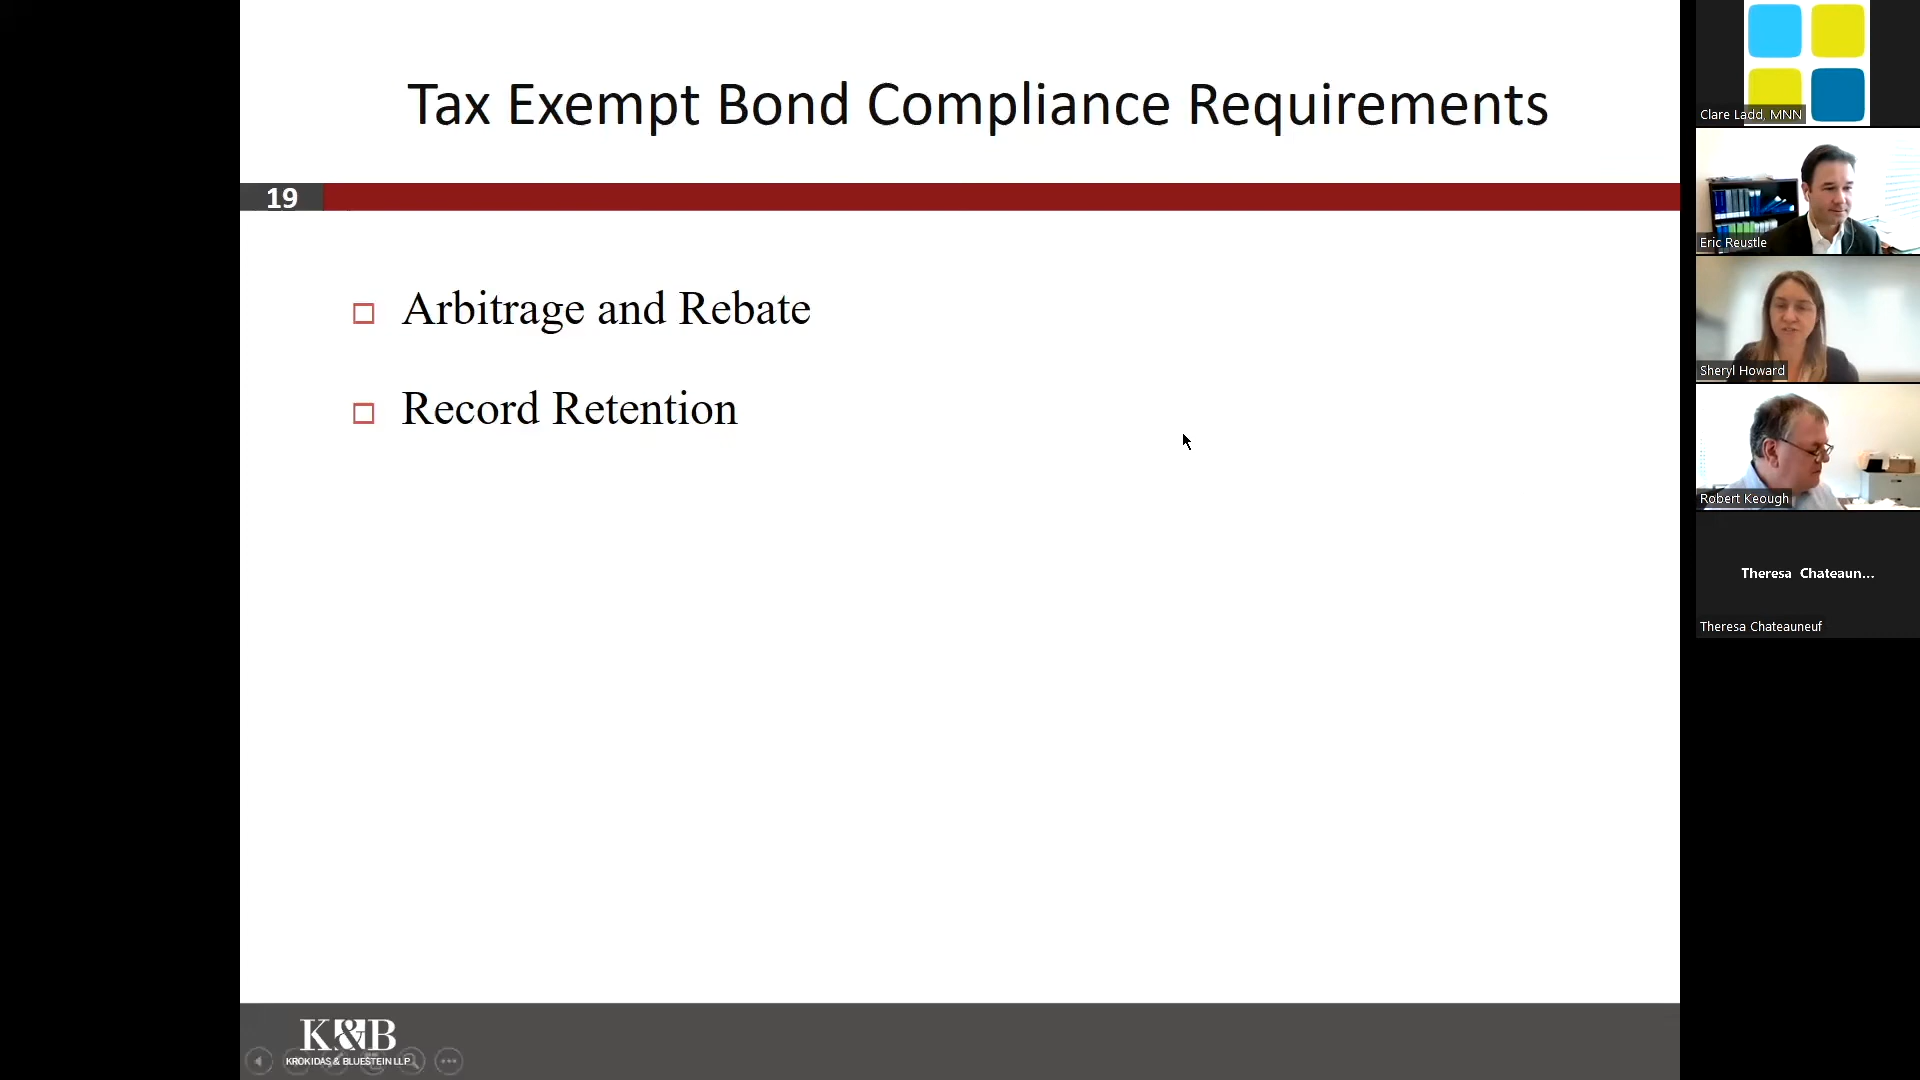 Tax Exempt Bond Compliance Requirements
19
Arbitrage and Rebate
Record Retention
K&B
KROKIDAS & BLUESTEIN LLP
Clare Ladd, MNN
Eric Reustle
Sheryl Howard
Robert Keough
Theresa Chateaun...
Theresa Chateauneuf